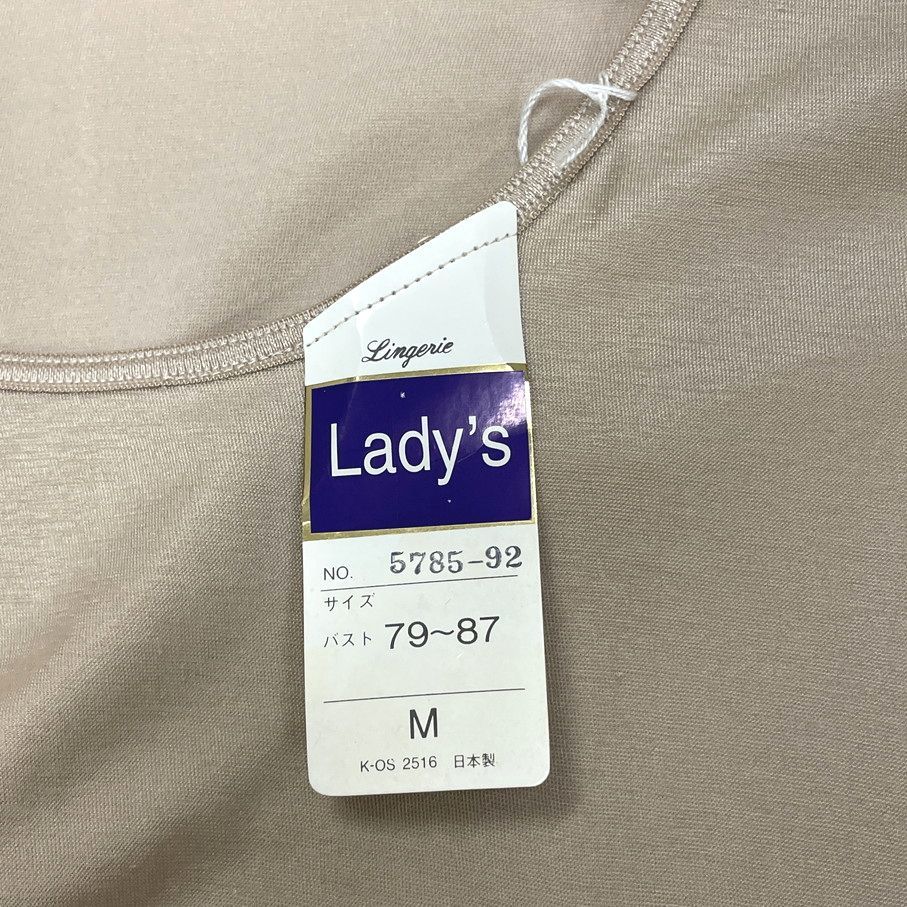 Lingerie
Lady's
NO. 5785-92
サイズ
バスト 79~87
M
K-OS 2516 日本製